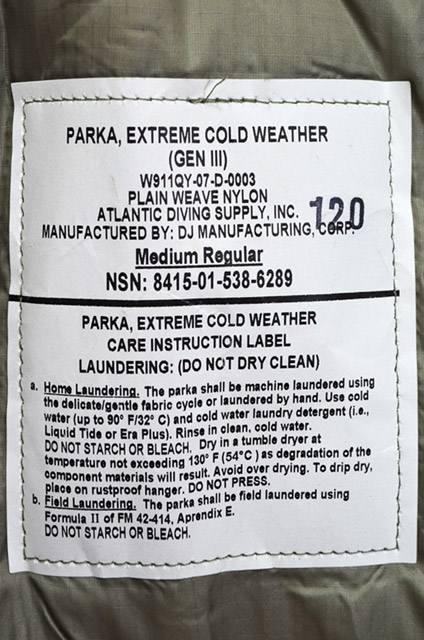 PARKA, EXTREME COLD WEATHER
(GEN III)
W911QY-07-D-0003
PLAIN WEAVE NYLON
ATLANTIC DIVING SUPPLY, INC.
120
MANUFACTURED BY: DJ MANUFACTURING, CORP.
Medium Regular
NSN: 8415-01-538-6289
PARKA, EXTREME COLD WEATHER
CARE INSTRUCTION LABEL
LAUNDERING: (DO NOT DRY CLEAN)
a. Home Laundering. The parka shall be machine laundered using
the delicate/gentle fabric cycle or laundered by hand. Use cold
water (up to 90° F/32° C) and cold water laundry detergent (i.e.,
Liquid Tide or Era Plus). Rinse in clean, cold water.
DO NOT STARCH OR BLEACH. Dry in a tumble dryer at
temperature not exceeding 130° F (54°C ) as degradation of the
component materials will result. Avoid over drying. To drip dry,
place on rustproof hanger. DO NOT PRESS.
b. Field Laundering. The parka shall be field laundered using
Formula II of FM 42-414, Aprendix E.
DO NOT STARCH OR BLEACH.